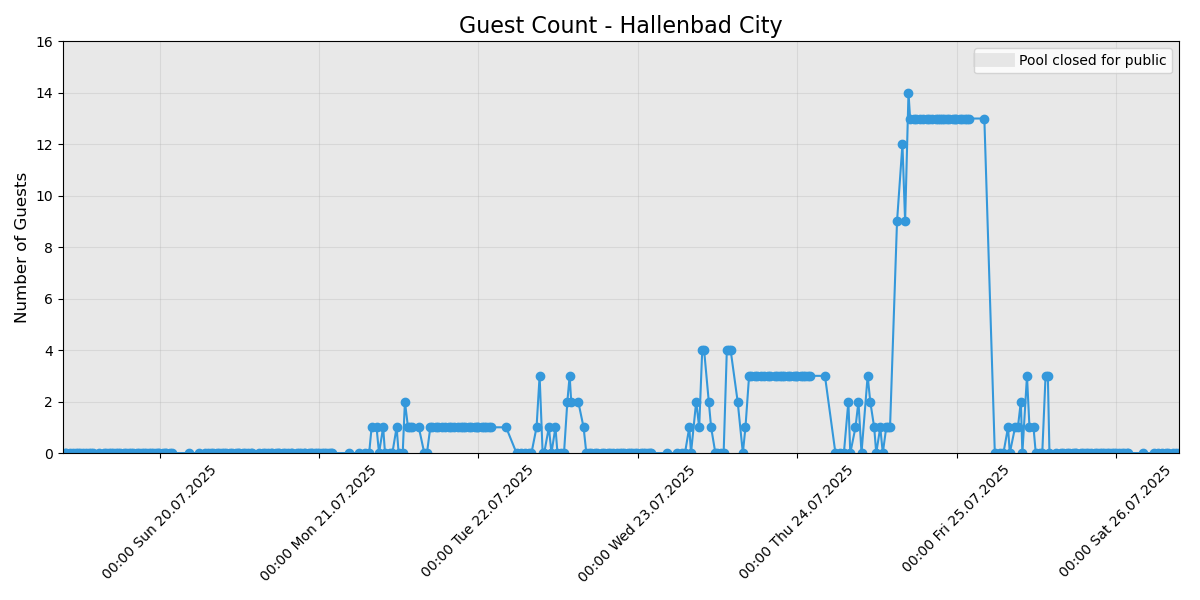 Guest Count - Hallenbad City
Pool closed for public
Number of Guests
16
14
12
10
8
6
4
2
0
00:00 Sun 20.07.2025
00:00 Mon 21.07.2025
00:00 Tue 22.07.2025
00:00 Wed 23.07.2025
00:00 Thu 24.07.2025
00:00 Fri 25.07.2025
00:00 Sat 26.07.2025